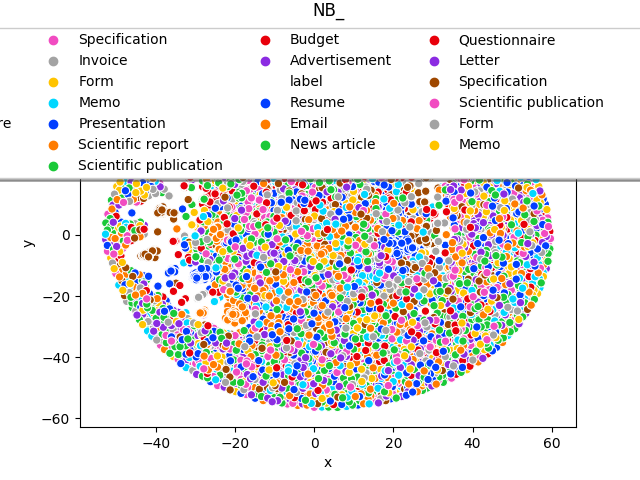 NB_
Specification Budget Questionnaire
Invoice Advertisement Letter
Form label Specification
Memo Resume Scientific publication
re Presentation Email Form
Scientific report News article Memo
Scientific publication
0
−20
−40
−60
y
−40 −20 0 20 40 60
x